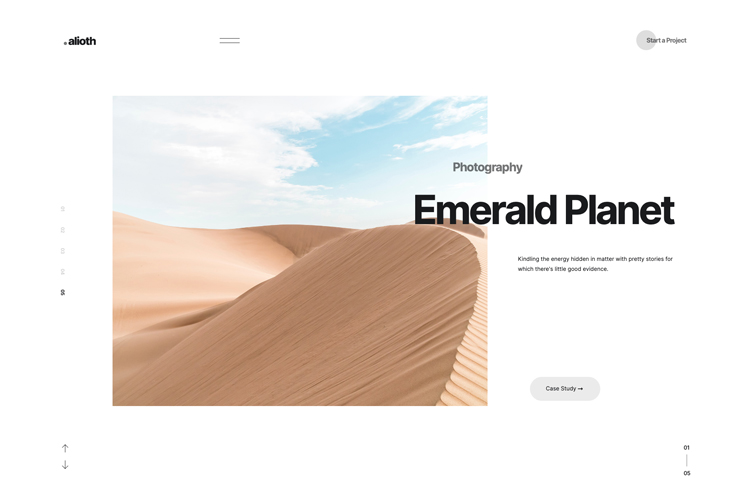 alioth
Start a Project
Photography
Emerald Planet
Kindling the energy hidden in matter with pretty stories for
which there's little good evidence.
05
Case Study →
01
05